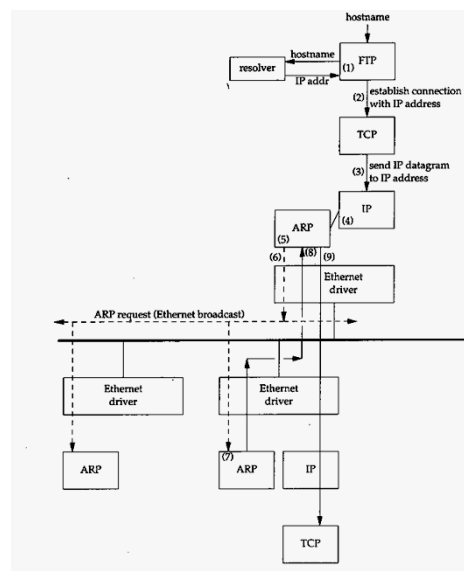 hostname
hostname
resolver
(1)
FTP
IP addr
(2)
establish connection
with IP address
TCP
(3)
send IP datagram
to IP address
(4)
IP
ARP
(5)
(6)
(8)
(9)
Ethernet
driver
ARP request (Ethernet broadcast)
Ethernet
driver
Ethernet
driver
ARP
(7)
ARP
IP
TCP